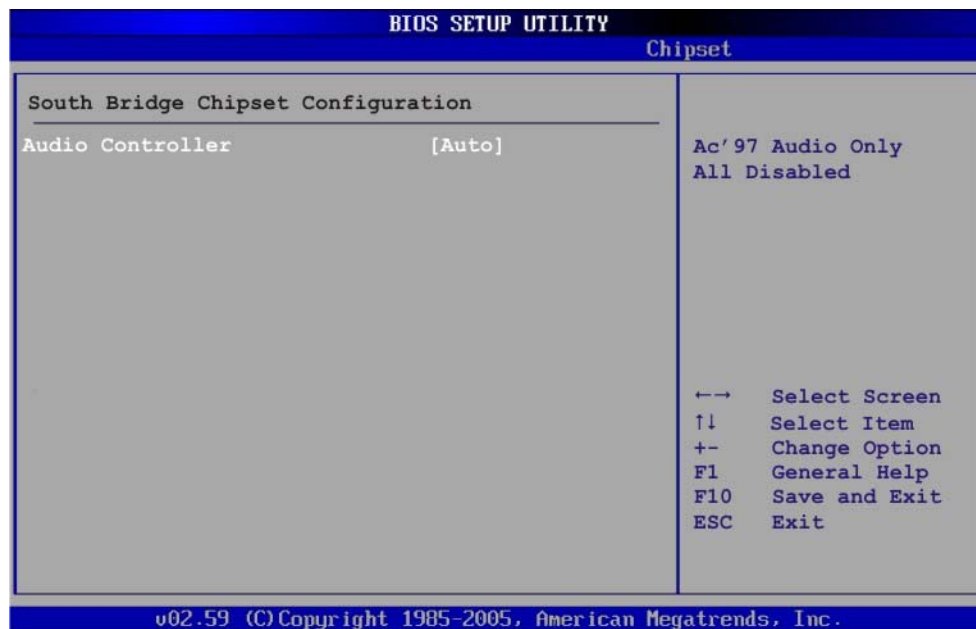 BIOS SETUP UTILITY
Chipset
South Bridge Chipset Configuration
Audio Controller [Auto]
Ac'97 Audio Only
All Disabled
←→ Select Screen
↑↓ Select Item
+- Change Option
F1 General Help
F10 Save and Exit
ESC Exit
v02.59 (C)Copyright 1985-2005, American Megatrends, Inc.